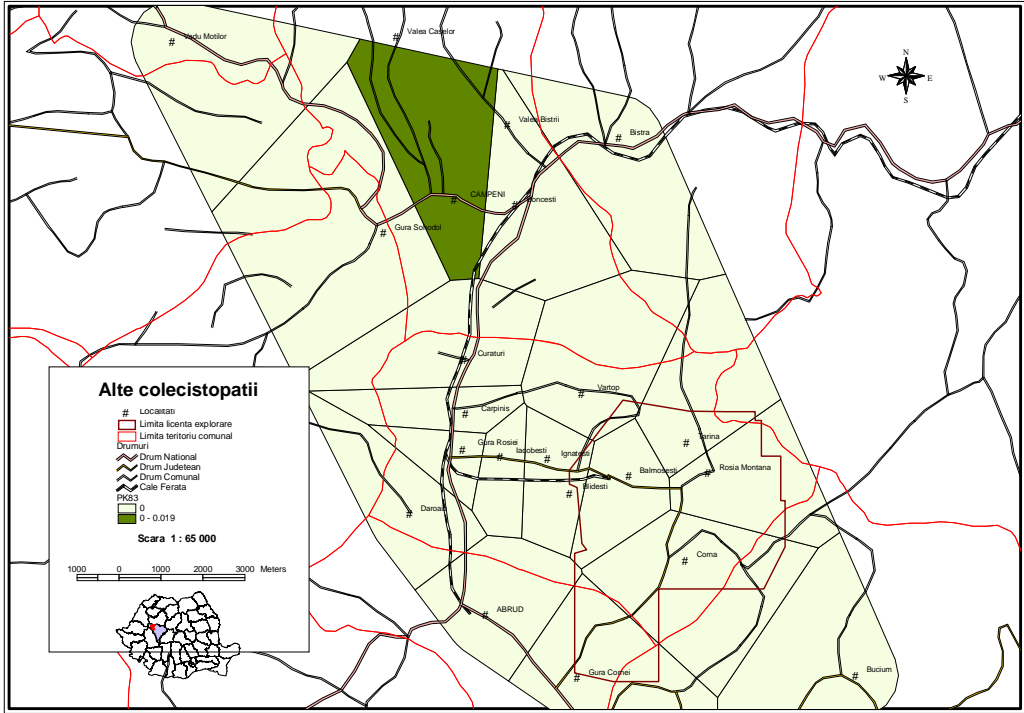 Vadu Motilor
Valea Caselor
N
W E
S
Valea Bistrii
Bistra
CAMPENI
Boncesti
Gura Sohodol
Curaturi
Vartop
Carpinis
Gura Rosiei
Iacobesti
Ignatesti
Tarina
Balmosesti
Rosia Montana
Blidesti
Daroaia
Corna
ABRUD
Gura Cornei
Bucium
Alte colecistopatii
# Localitati
Limita licenta explorare
Limita teritoriu comunal
Drumuri
Drum National
Drum Judetean
Drum Comunal
Cale Ferata
PK83
0
0 - 0.019
Scara 1 : 65 000
1000 0 1000 2000 3000 Meters